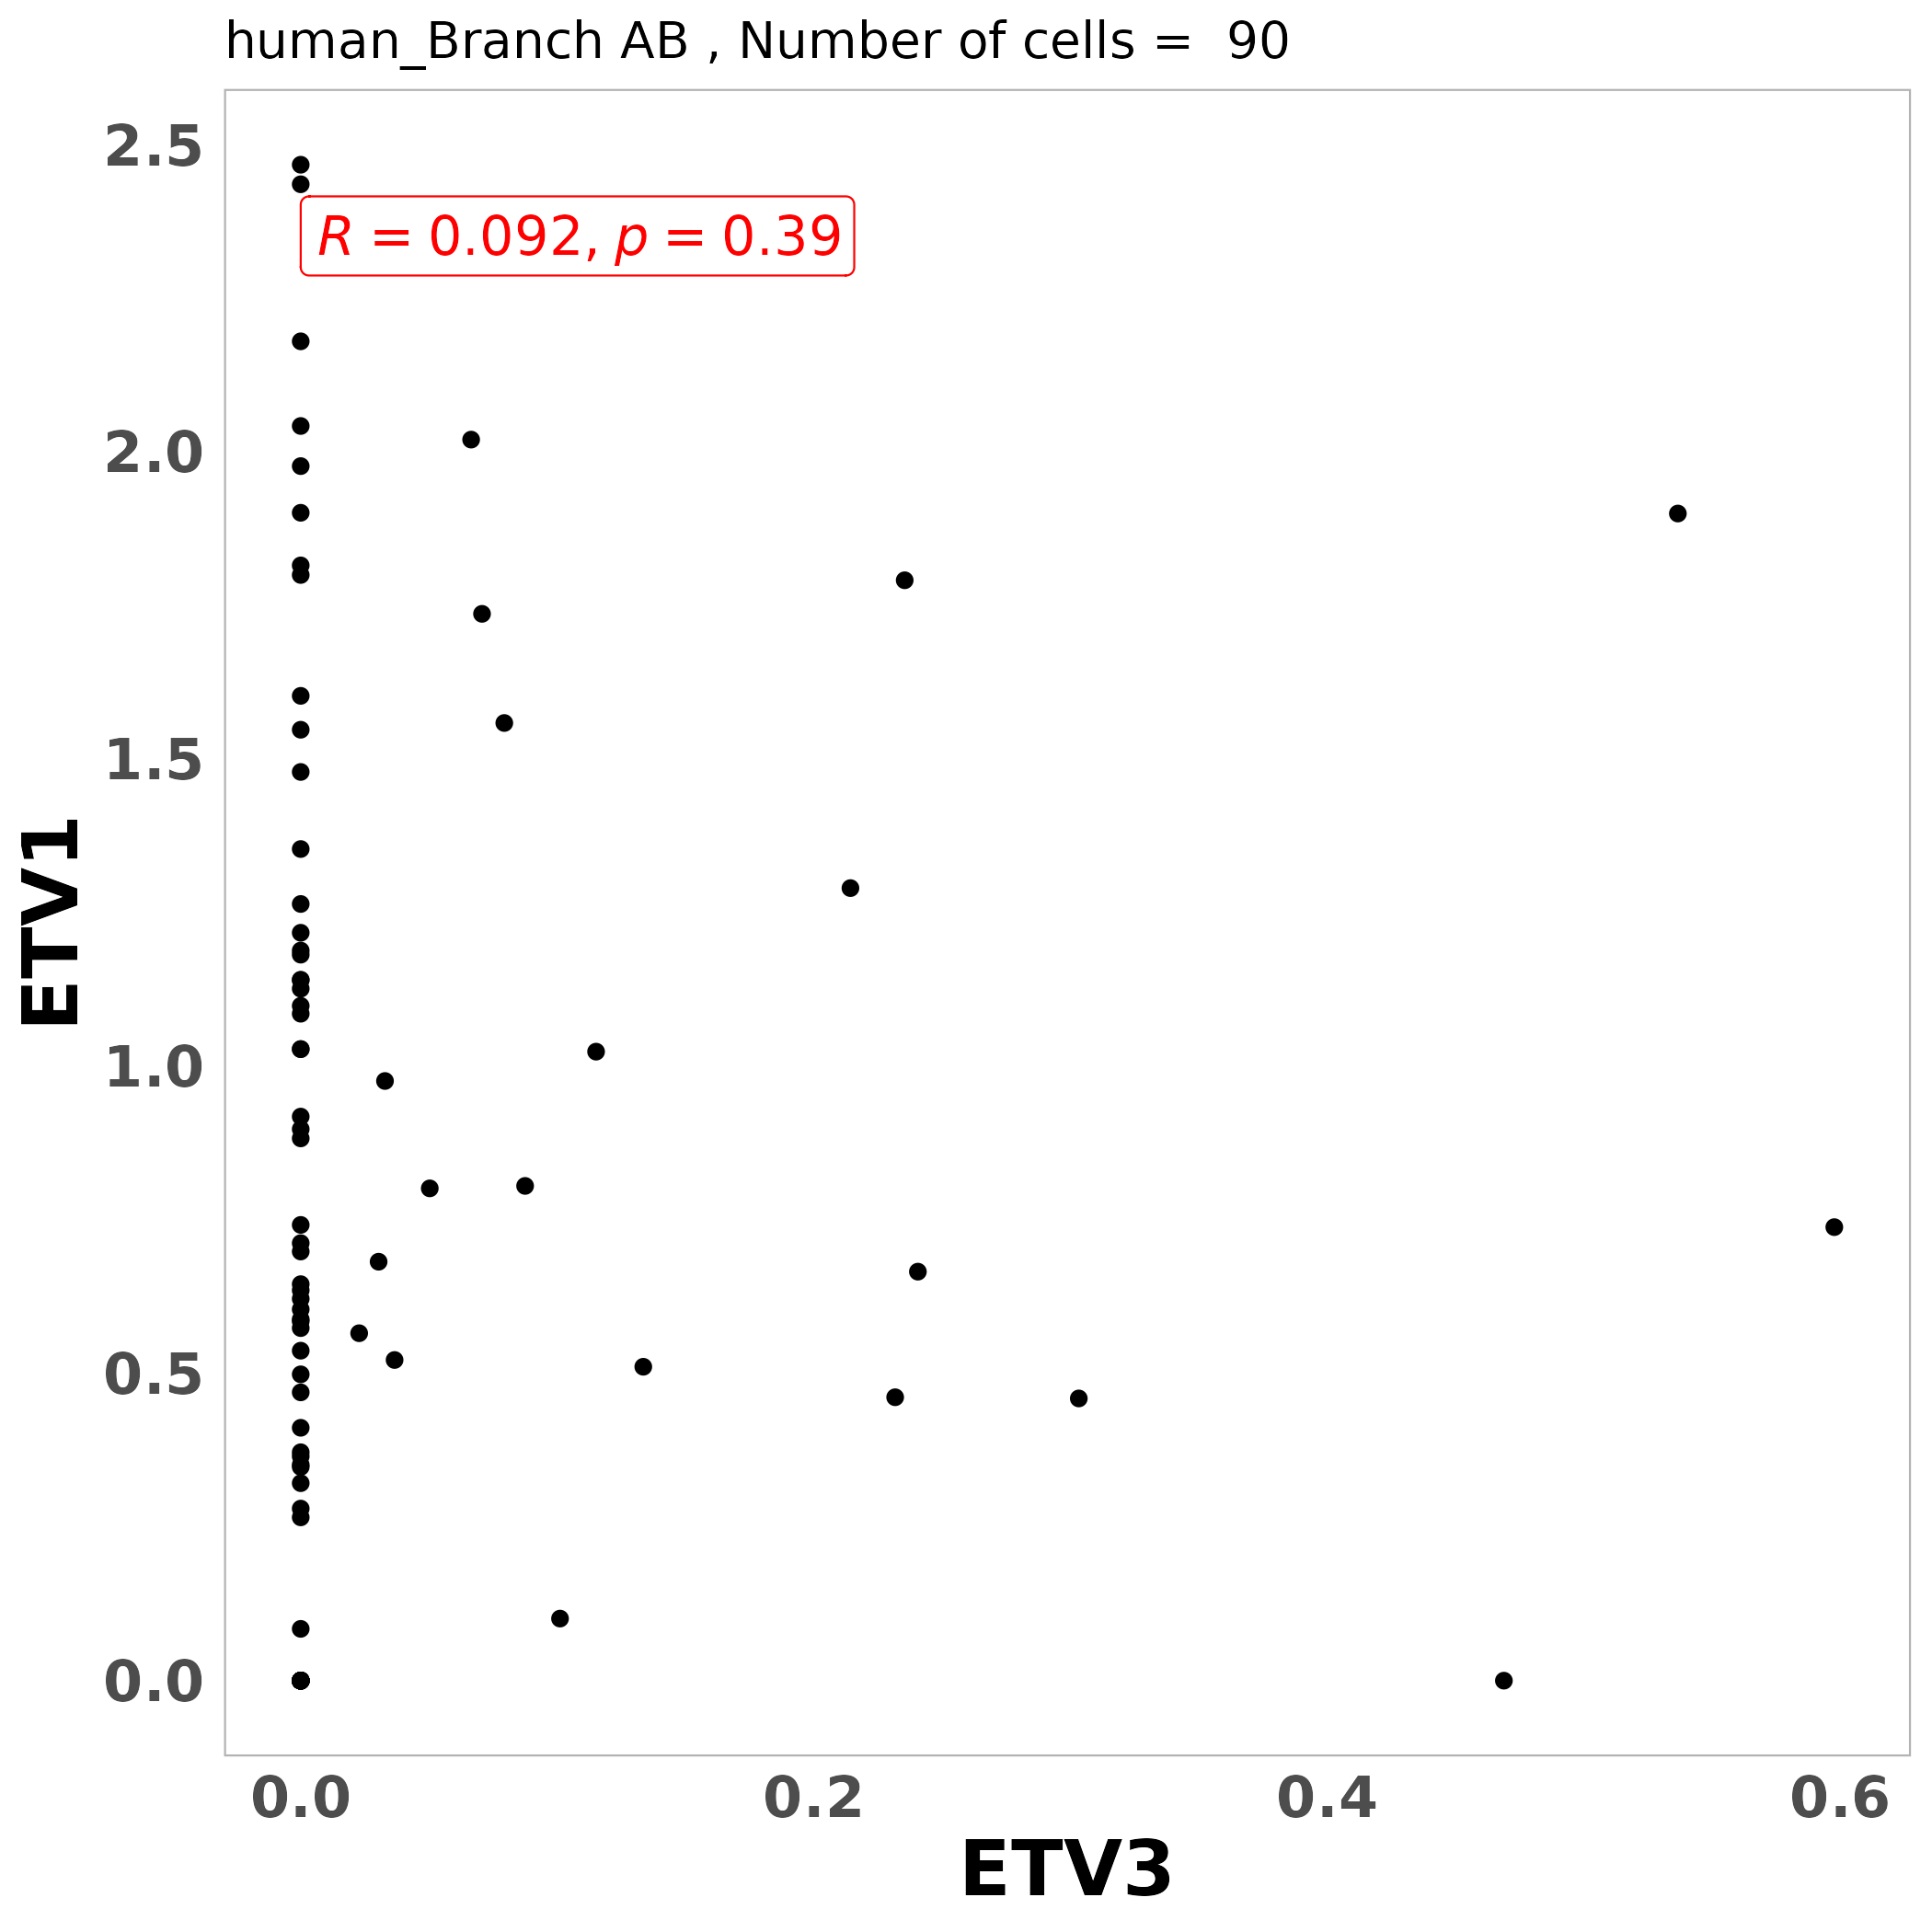 human_Branch AB , Number of cells =  90
2.5
R = 0.092, p = 0.39
2.0
1.5
ETV1
1.0
0.5
0.0
0.0 0.2 0.4 0.6
ETV3